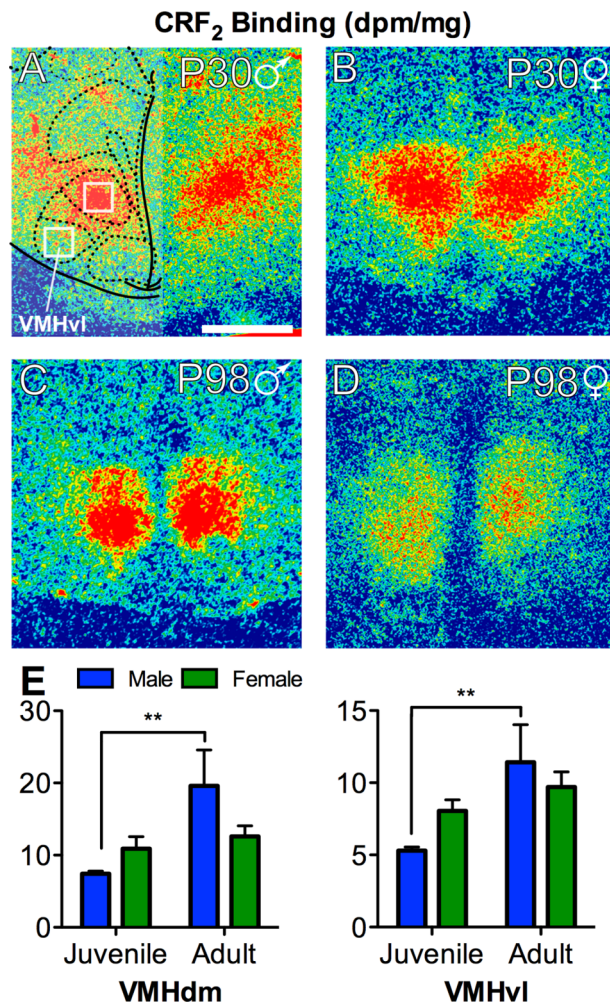 CRF2 Binding (dpm/mg)
A P30♂
VMHvl
B P30♀
C P98♂
D P98♀
E Male Female
**
30
20
10
0
Juvenile Adult
VMHdm
**
15
10
5
0
Juvenile Adult
VMHvl